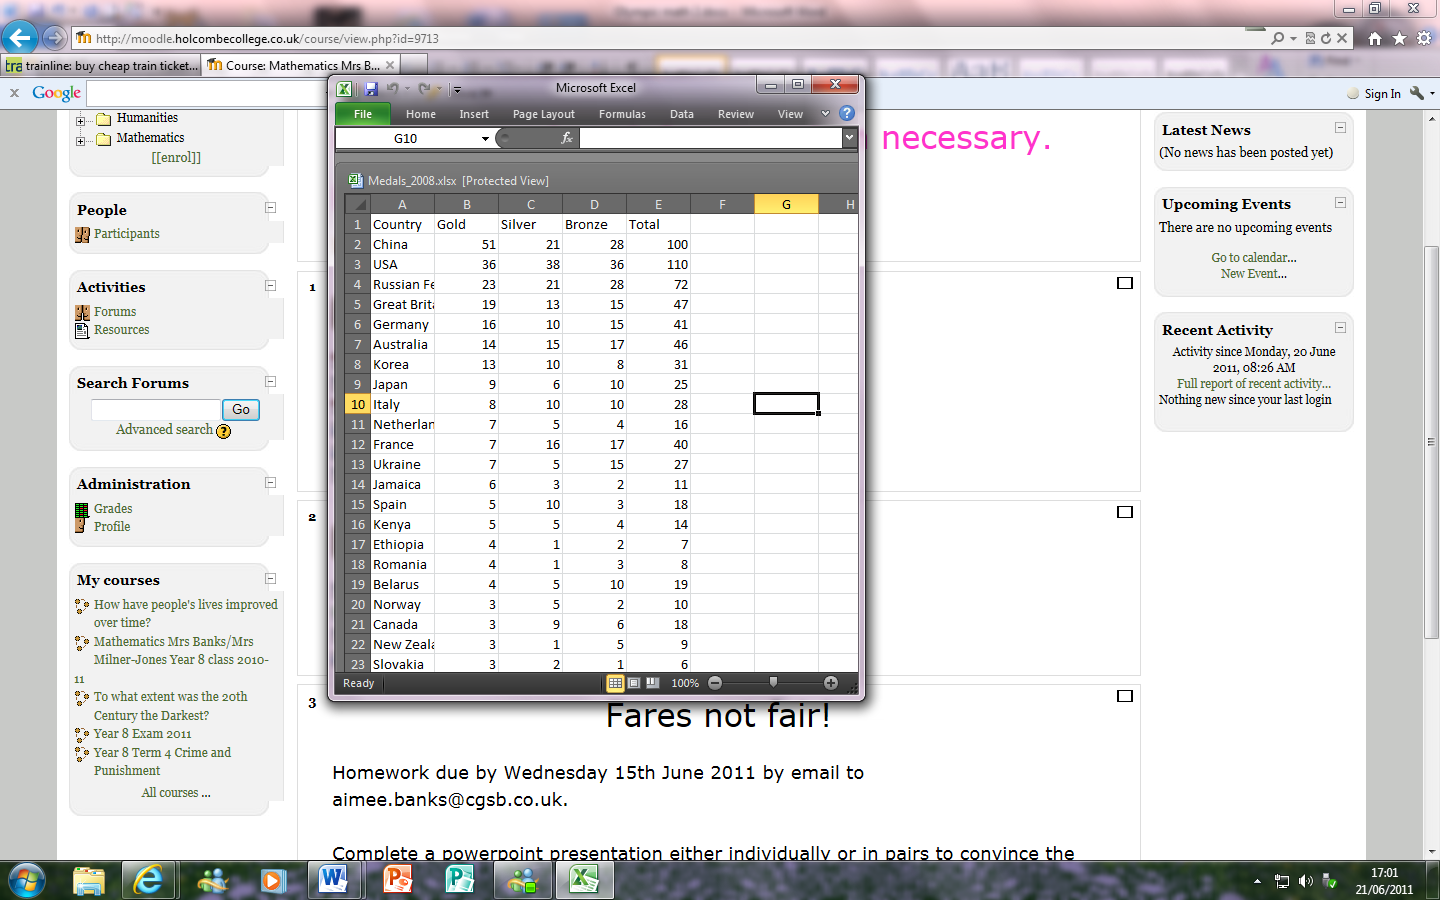 http://moodle.holcombecollege.co.uk/course/view.php?id=9713
trainline: buy cheap train ticket...
Course: Mathematics Mrs B...
Google
Sign In
Humanities
Mathematics
[[enrol]]
People
Participants
Activities
Forums
Resources
Search Forums
Go
Advanced search
Administration
Grades
Profile
My courses
How have people's lives improved
over time?
Mathematics Mrs Banks/Mrs
Milner-Jones Year 8 class 2010-
11
To what extent was the 20th
Century the Darkest?
Year 8 Exam 2011
Year 8 Term 4 Crime and
Punishment
All courses ...
Microsoft Excel
File Home Insert Page Layout Formulas Data Review View
G10 fx
Medals_2008.xlsx [Protected View]
A B C D E F G H
1 Country Gold Silver Bronze Total
2 China 51 21 28 100
3 USA 36 38 36 110
4 Russian Fe 23 21 28 72
5 Great Brita 19 13 15 47
6 Germany 16 10 15 41
7 Australia 14 15 17 46
8 Korea 13 10 8 31
9 Japan 9 6 10 25
10 Italy 8 10 10 28
11 Netherlan 7 5 4 16
12 France 7 16 17 40
13 Ukraine 7 5 15 27
14 Jamaica 6 3 2 11
15 Spain 5 10 3 18
16 Kenya 5 5 4 14
17 Ethiopia 4 1 2 7
18 Romania 4 1 3 8
19 Belarus 4 5 10 19
20 Norway 3 5 2 10
21 Canada 3 9 6 18
22 New Zeala 3 1 5 9
23 Slovakia 3 2 1 6
Ready 100%
necessary.
1
2
3
Fares not fair!
Homework due by Wednesday 15th June 2011 by email to
aimee.banks@cgsb.co.uk.
Complete a powerpoint presentation either individually or in pairs to convince the
Latest News
(No news has been posted yet)
Upcoming Events
There are no upcoming events
Go to calendar...
New Event...
Recent Activity
Activity since Monday, 20 June
2011, 08:26 AM
Full report of recent activity...
Nothing new since your last login
17:01
21/06/2011